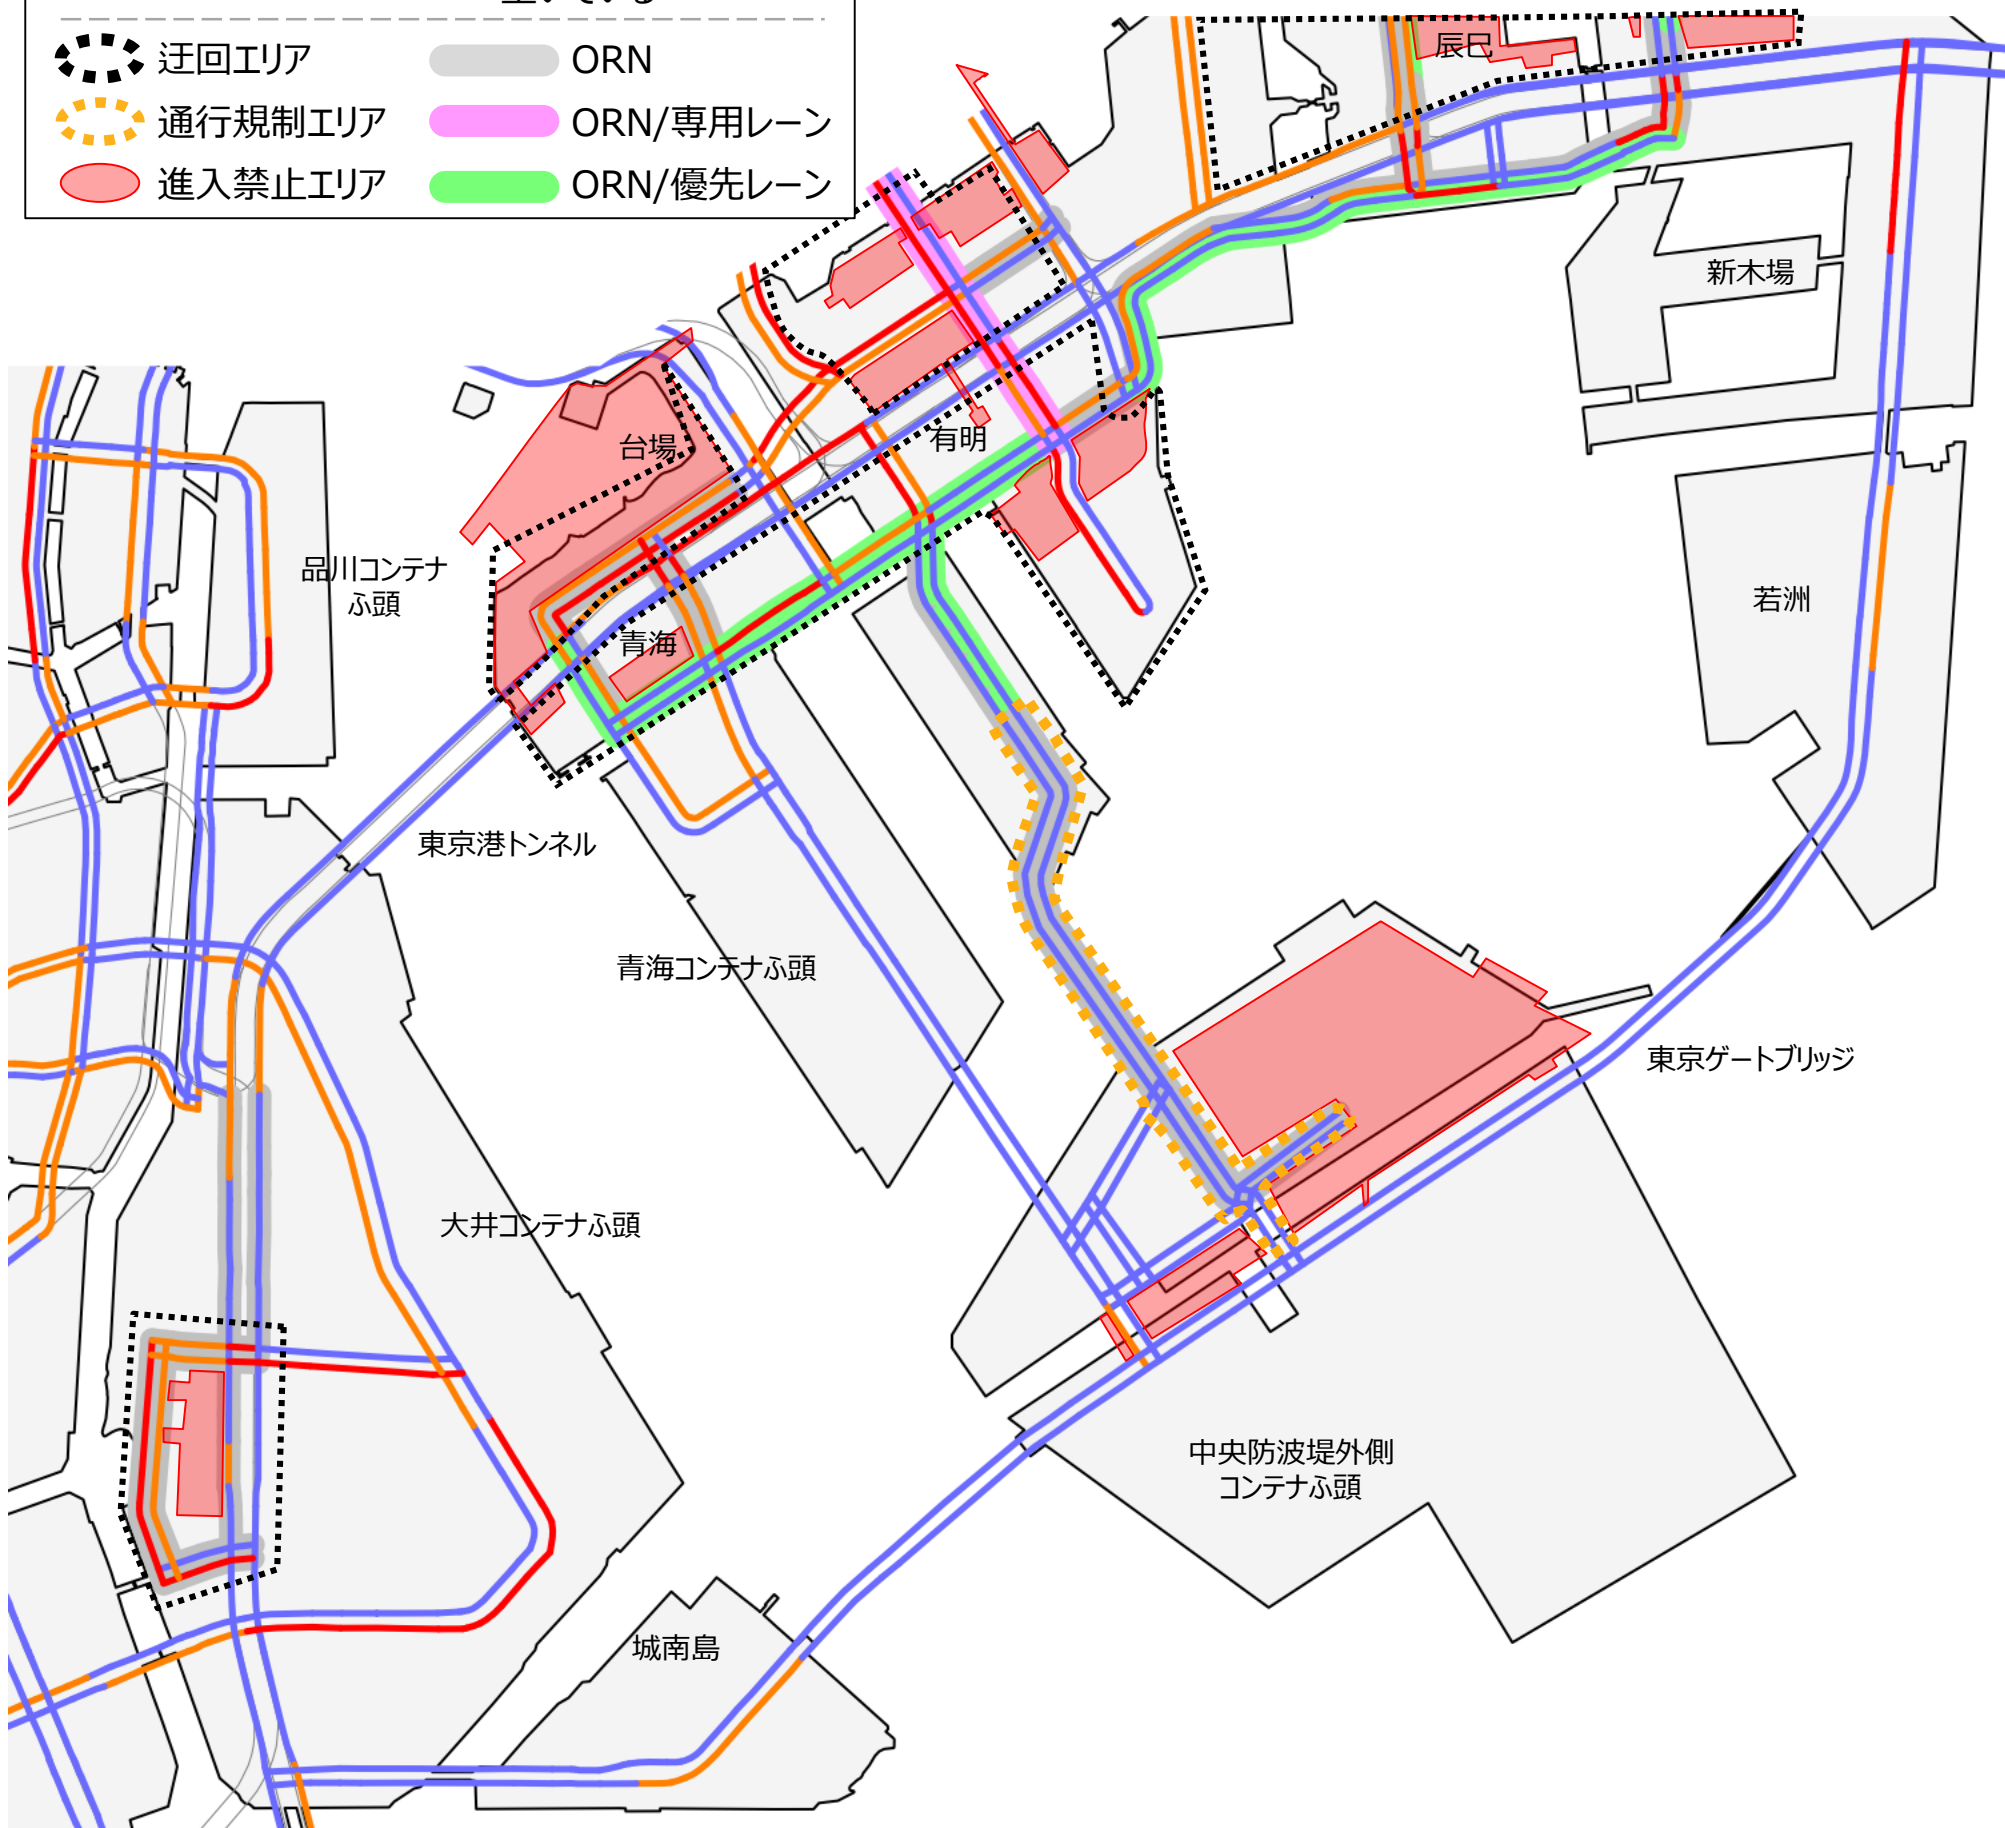 空いている
迂回エリア
ORN
通行規制エリア
ORN/専用レーン
進入禁止エリア
ORN/優先レーン
辰巳
新木場
台場
有明
品川コンテナ
ふ頭
若洲
青海
東京港トンネル
青海コンテナふ頭
東京ゲートブリッジ
大井コンテナふ頭
中央防波堤外側
コンテナふ頭
城南島